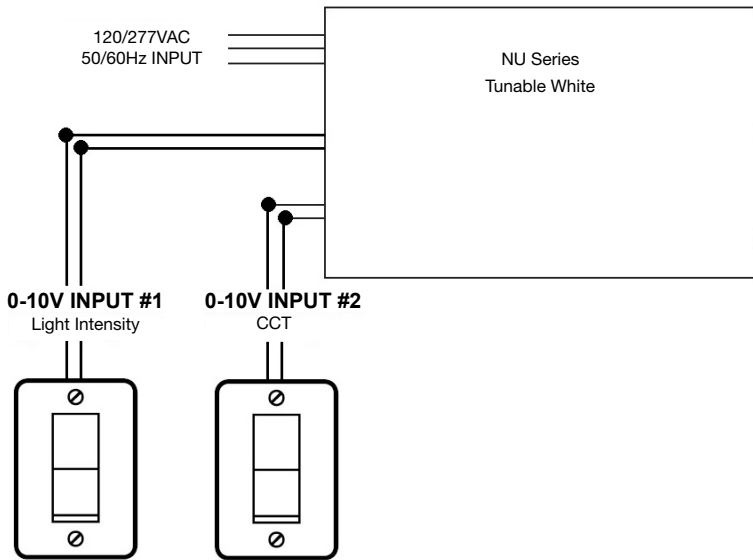 120/277VAC
50/60Hz INPUT
NU Series
Tunable White
0-10V INPUT #1
Light Intensity
0-10V INPUT #2
CCT